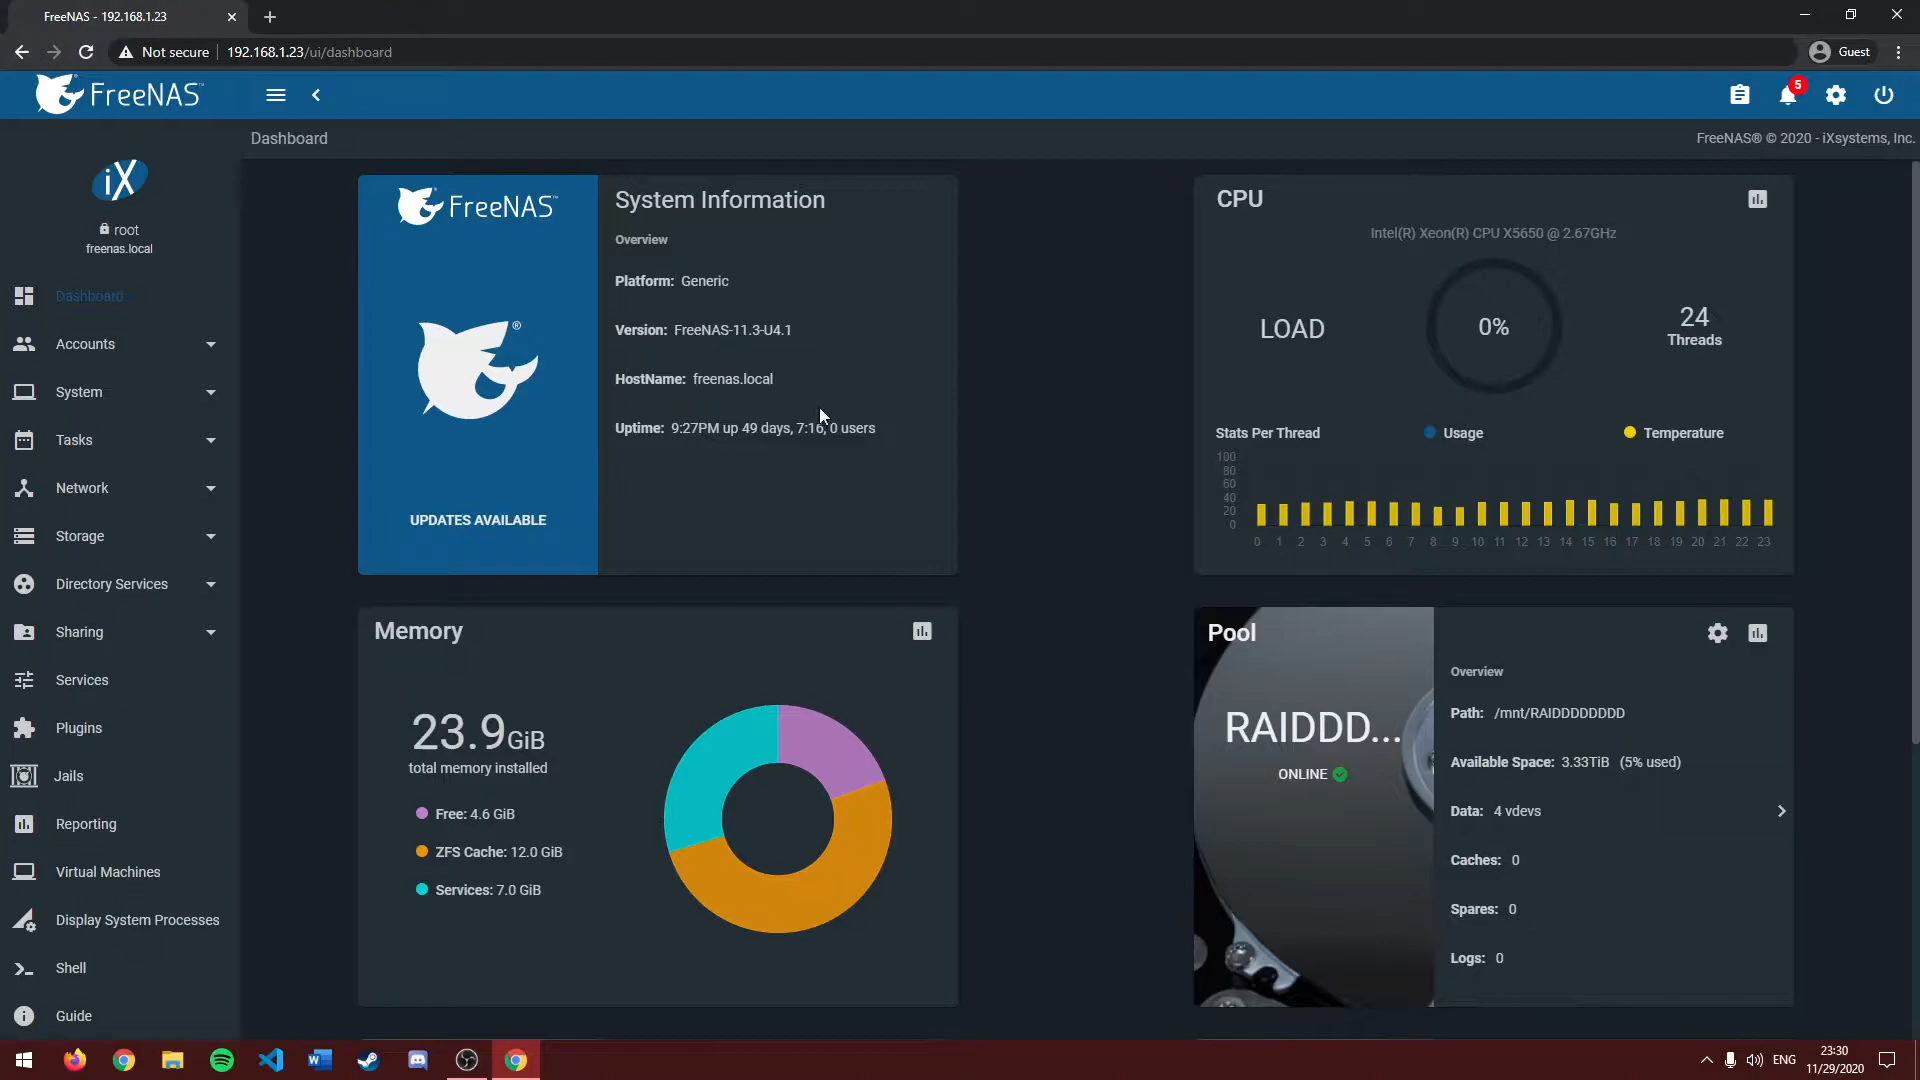 FreeNAS - 192.168.1.23
Not secure
192.168.1.23/ui/dashboard
Guest
FreeNAS™
5
Dashboard
FreeNAS® © 2020 - iXsystems, Inc.
iX
root
freenas.local
Dashboard
Accounts
System
Tasks
Network
Storage
Directory Services
Sharing
Services
Plugins
Jails
Reporting
Virtual Machines
Display System Processes
Shell
Guide
FreeNAS™
®
UPDATES AVAILABLE
System Information
Overview
Platform: Generic
Version: FreeNAS-11.3-U4.1
HostName: freenas.local
Uptime: 9:27PM up 49 days, 7:16, 0 users
CPU
Intel(R) Xeon(R) CPU X5650 @ 2.67GHz
LOAD
0%
24
Threads
Stats Per Thread
Usage
Temperature
100
80
60
40
20
0
0 1 2 3 4 5 6 7 8 9 10 11 12 13 14 15 16 17 18 19 20 21 22 23
Memory
23.9GiB
total memory installed
Free: 4.6 GiB
ZFS Cache: 12.0 GiB
Services: 7.0 GiB
Pool
RAIDDD...
ONLINE
Overview
Path: /mnt/RAIDDDDDDDD
Available Space: 3.33TiB (5% used)
Data: 4 vdevs
Caches: 0
Spares: 0
Logs: 0
ENG
23:30
11/29/2020